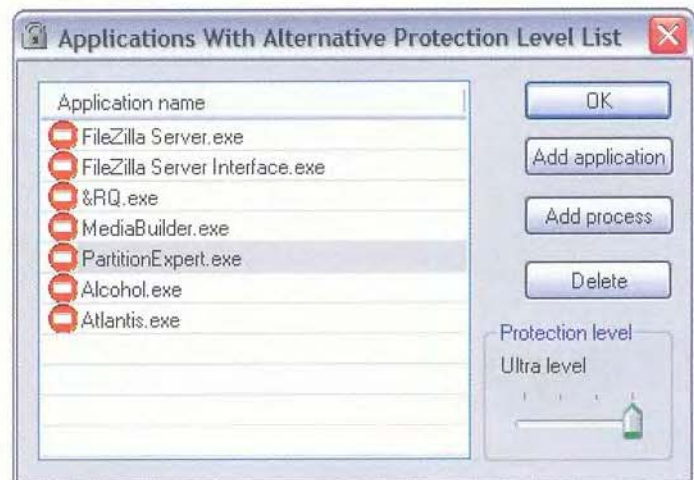 Applications With Alternative Protection Level List
Application name
FileZilla Server.exe
FileZilla Server Interface.exe
&RQ.exe
MediaBuilder.exe
PartitionExpert.exe
Alcohol.exe
Atlantis.exe
OK
Add application
Add process
Delete
Protection level
Ultra level